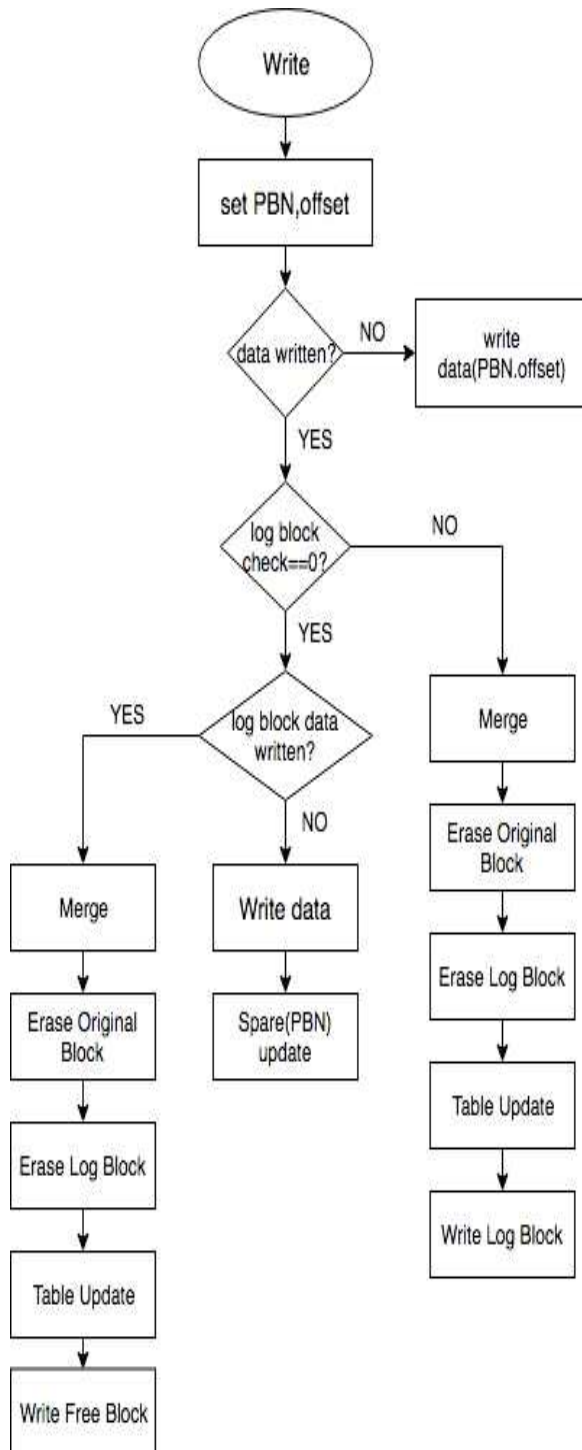 Write
set PBN,offset
data written?
NO
write
data(PBN.offset)
YES
log block
check==0?
NO
YES
log block data
written?
YES
NO
Merge
Erase Original
Block
Erase Log Block
Table Update
Write Free Block
Write data
Spare(PBN)
update
Merge
Erase Original
Block
Erase Log Block
Table Update
Write Log Block